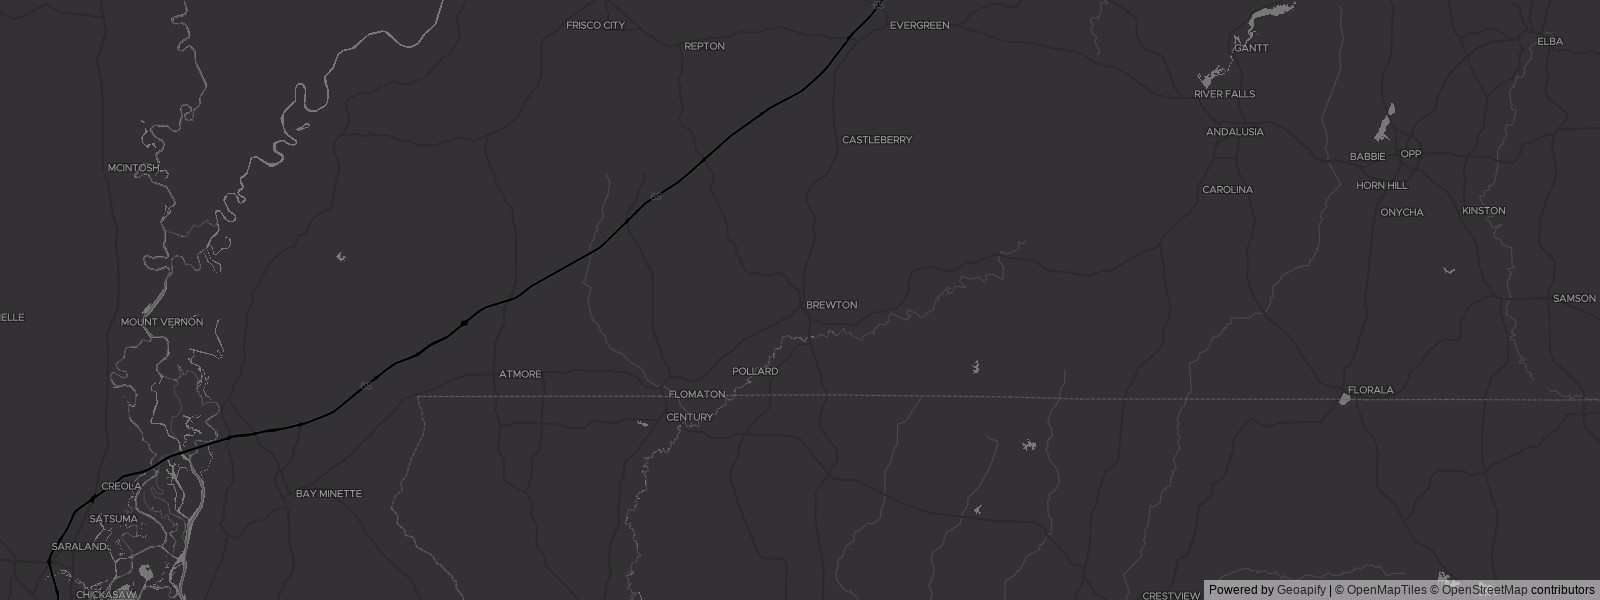 65
FRISCO CITY
EVERGREEN
REPTON
GANTT
ELBA
RIVER FALLS
ANDALUSIA
CASTLEBERRY
BABBIE
OPP
MCINTOSH
HORN HILL
CAROLINA
65
ONYCHA
KINSTON
SAMSON
BREWTON
IELLE
MOUNT VERNON
POLLARD
ATMORE
65
FLORALA
FLOMATON
CENTURY
CREOLA
BAY MINETTE
SATSUMA
SARALAND
CHICKASAW
CRESTVIEW
Powered by Geoapify | © OpenMapTiles © OpenStreetMap contributors